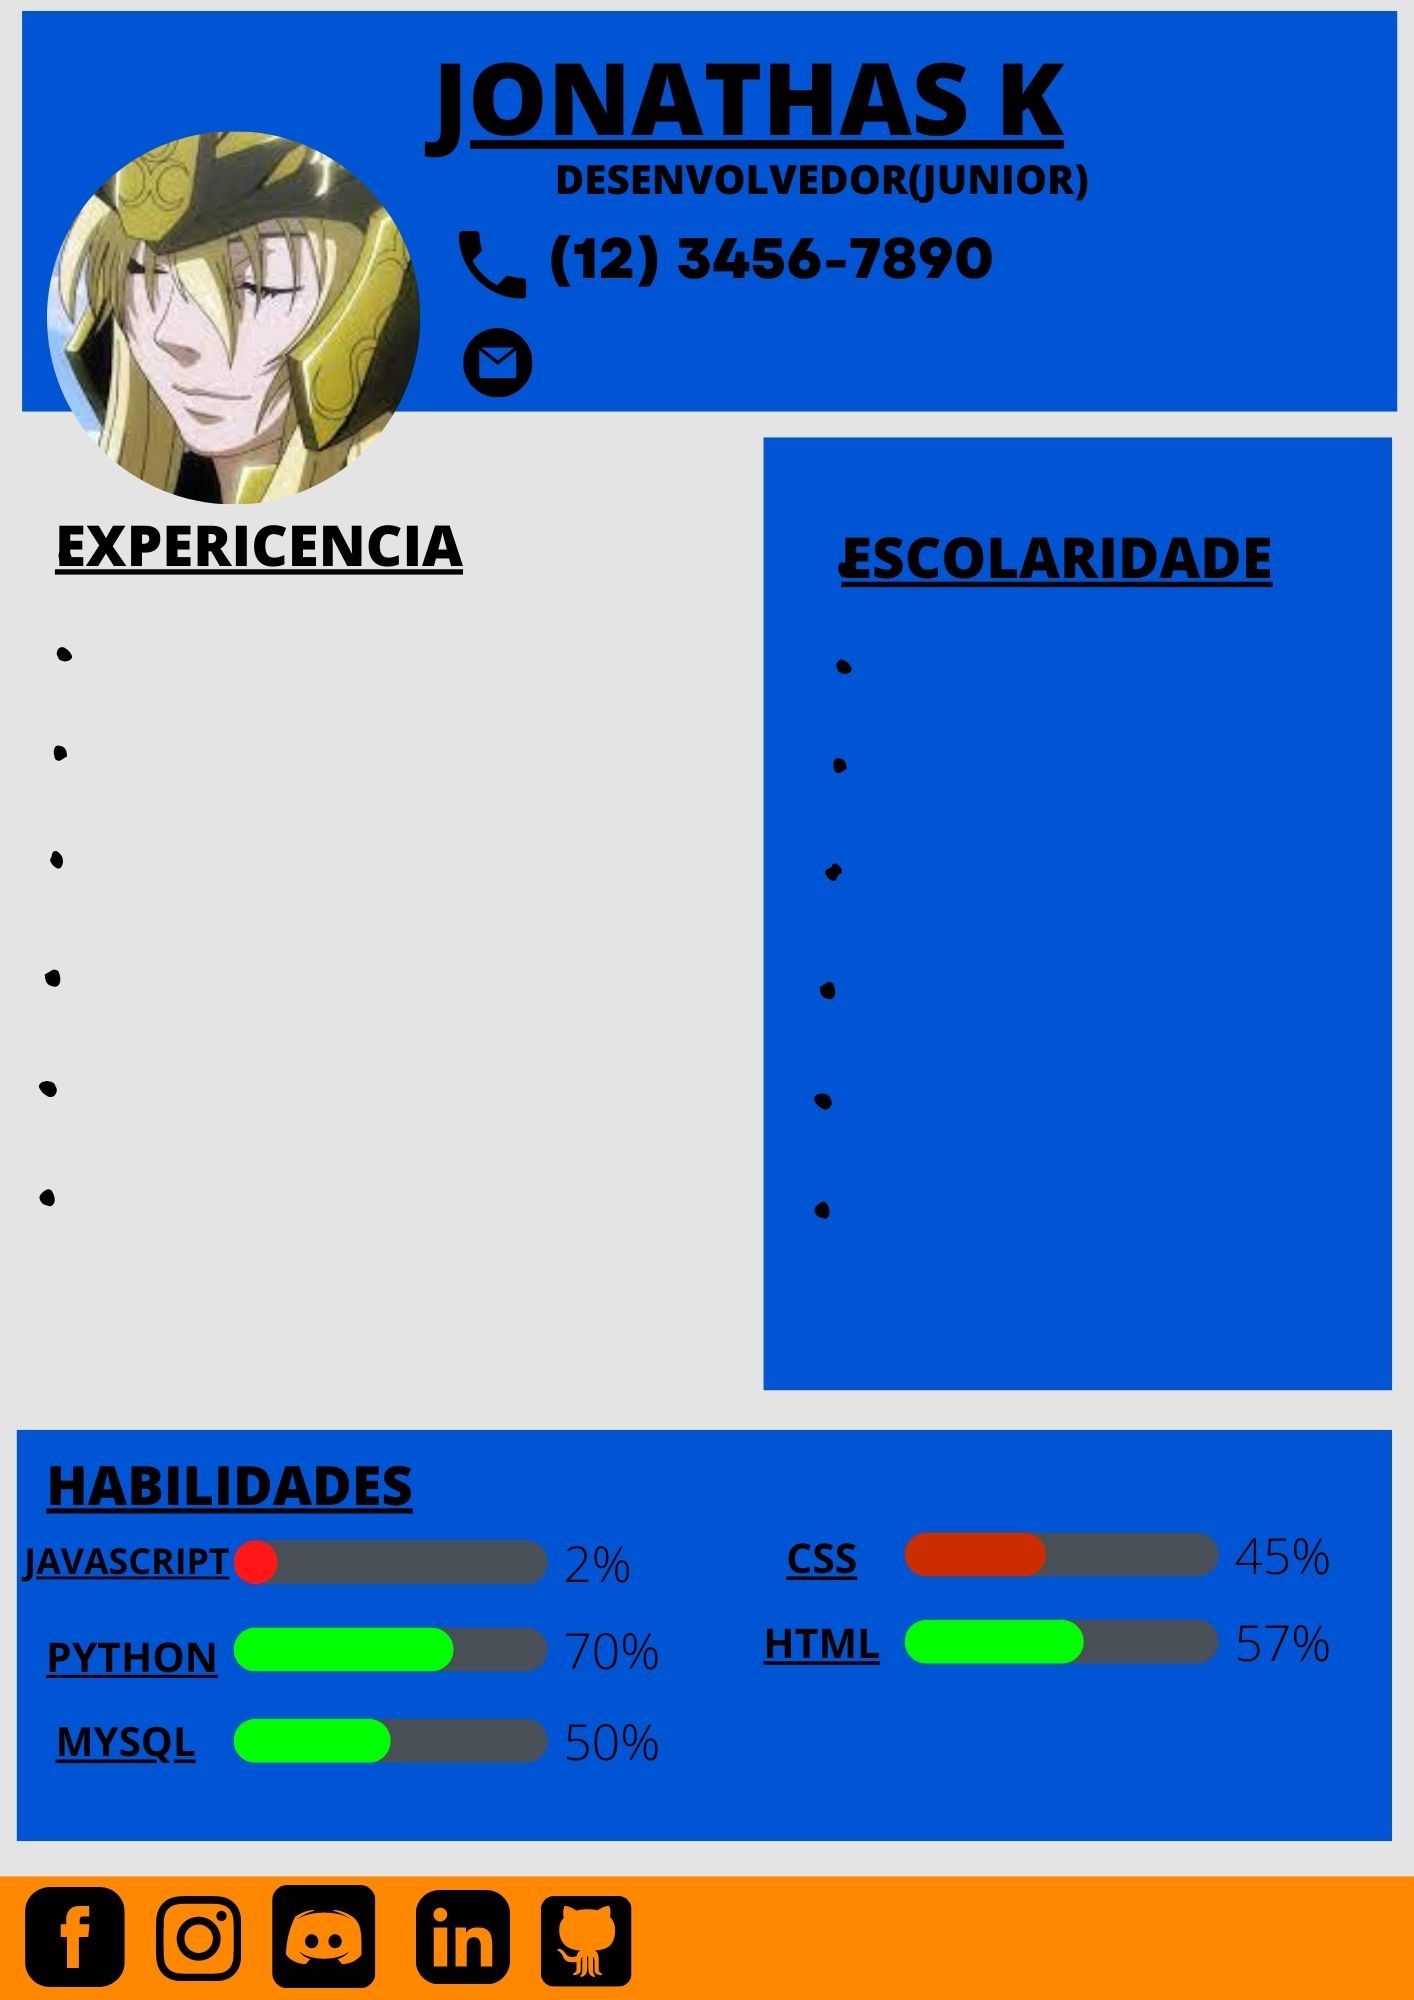 JONATHAS K
DESENVOLVEDOR(JUNIOR)
(12) 3456-7890
EXPERICENCIA
ESCOLARIDADE
HABILIDADES
JAVASCRIPT 2%
PYTHON 70%
MYSQL 50%
CSS 45%
HTML 57%